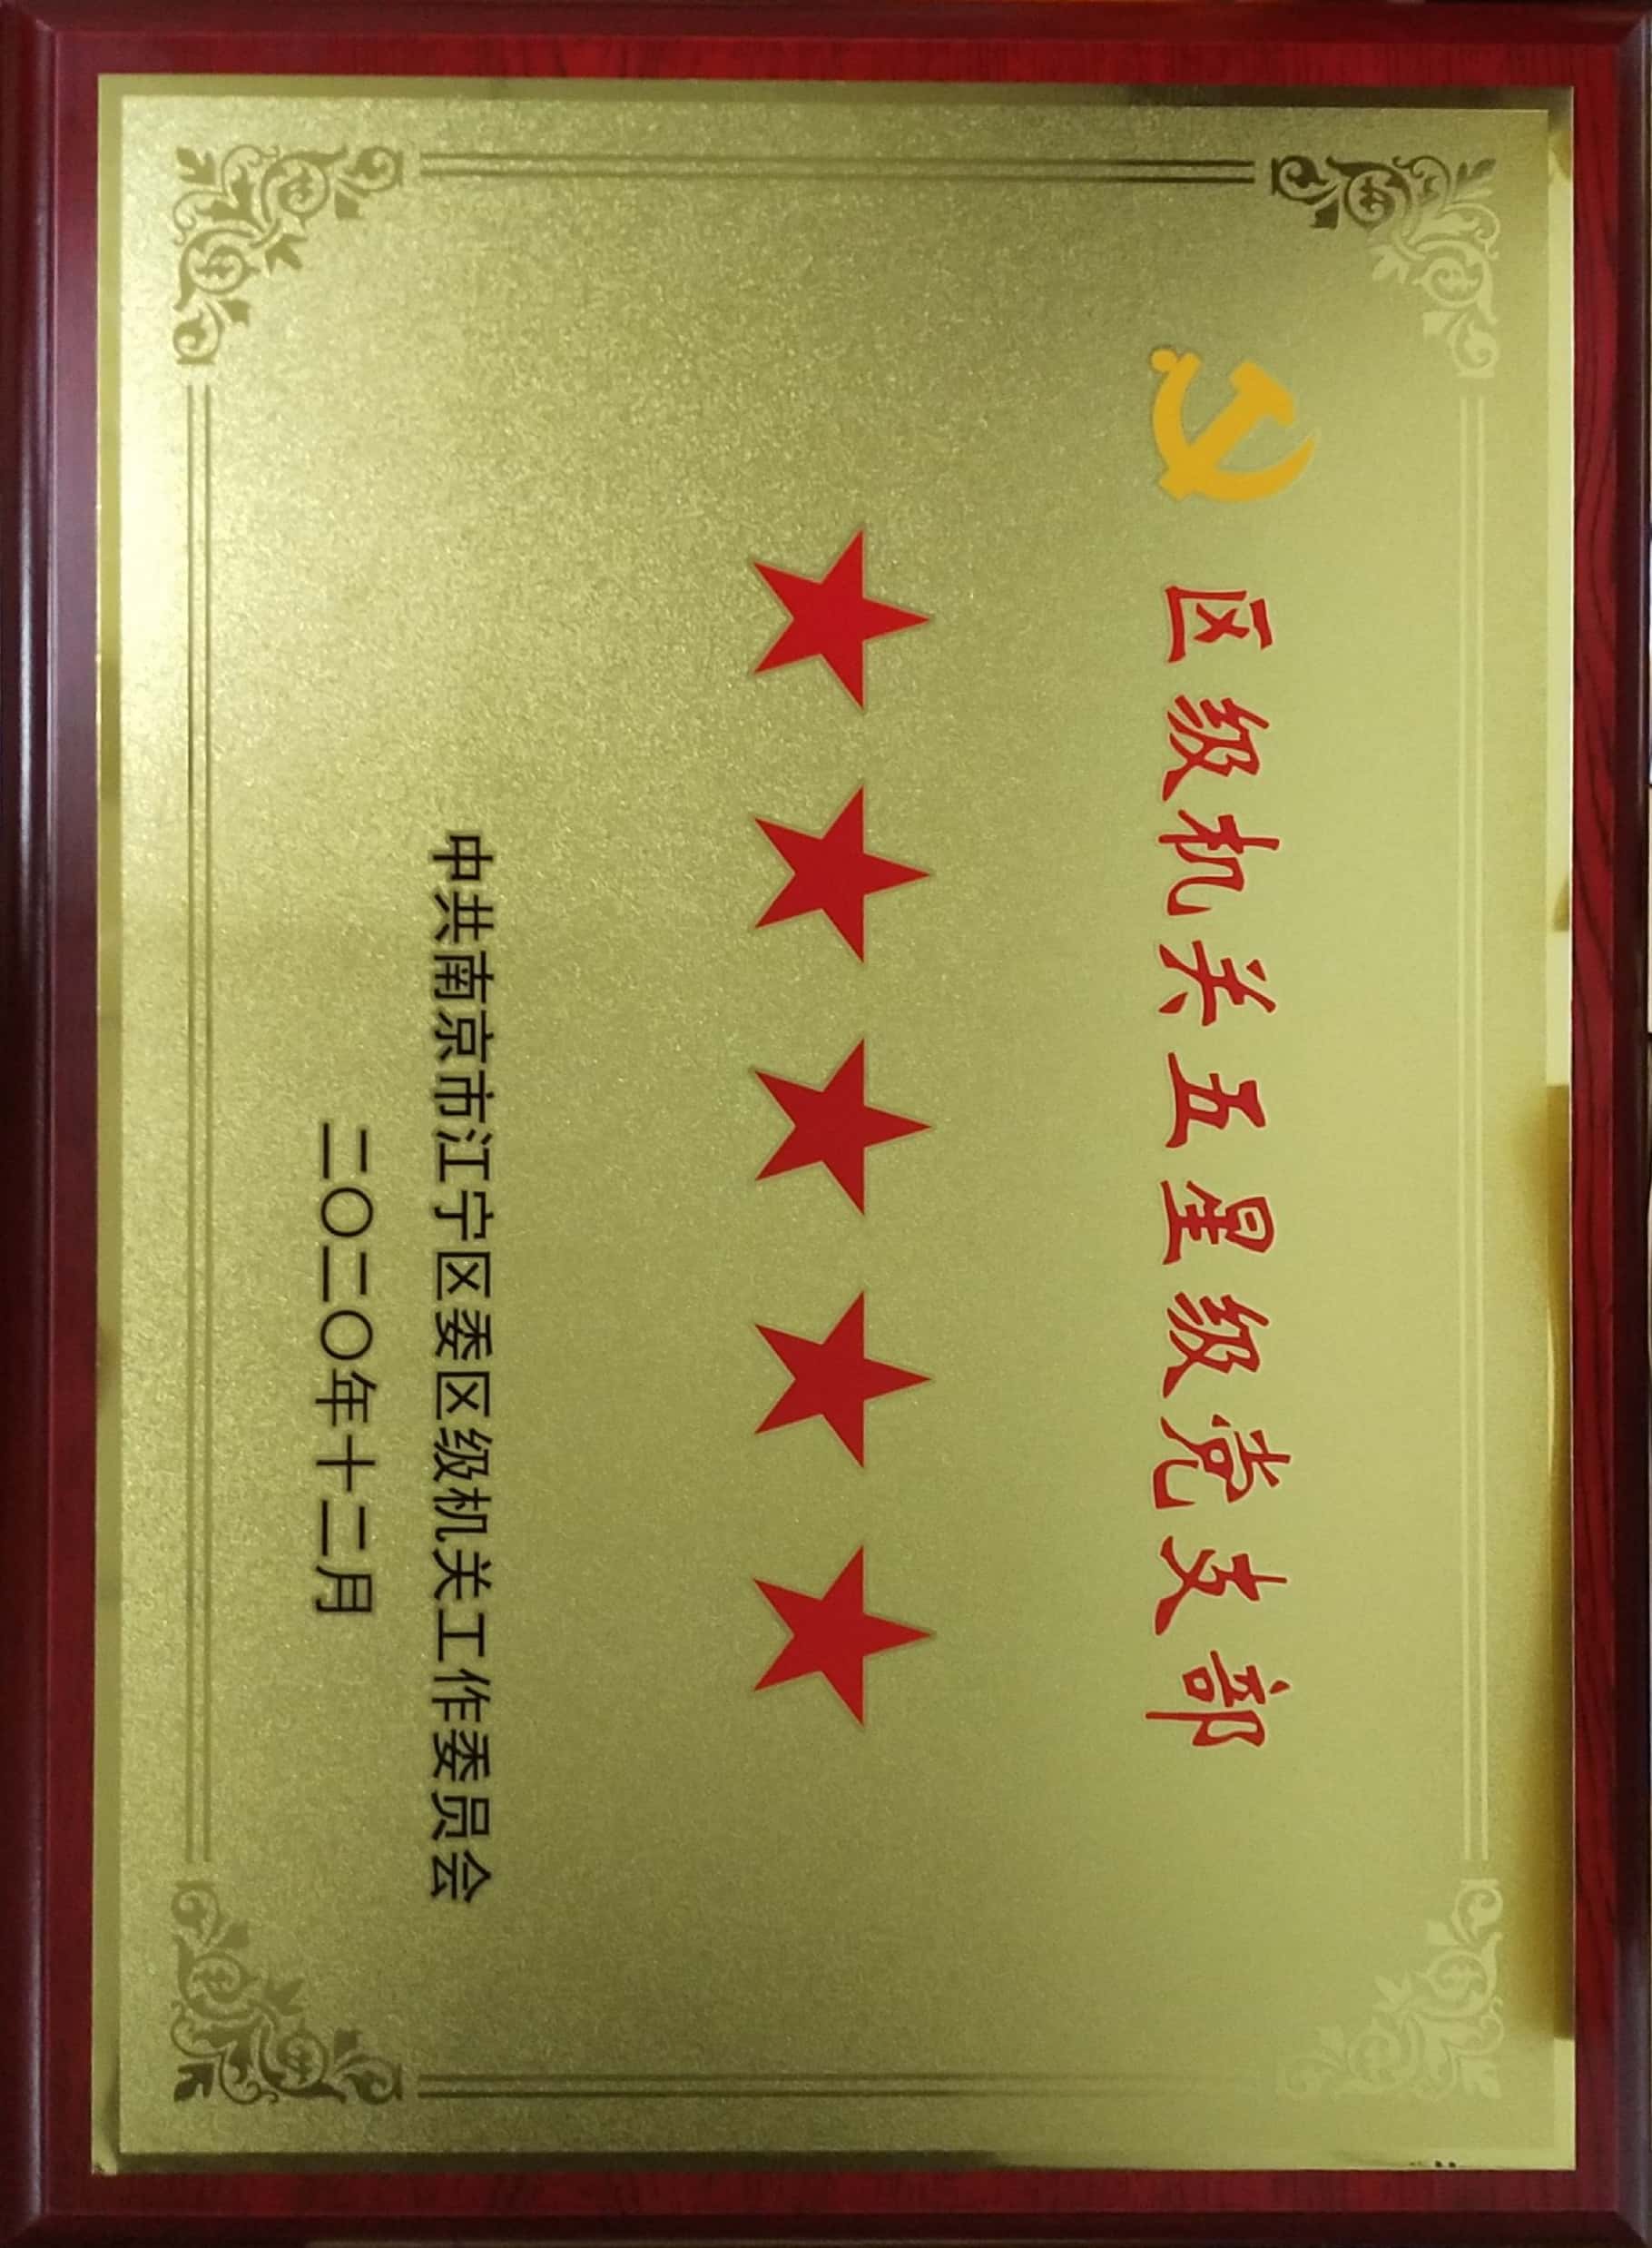 区级机关五星级党支部
中共南京市江宁区委区级机关工作委员会
二〇二〇年十二月